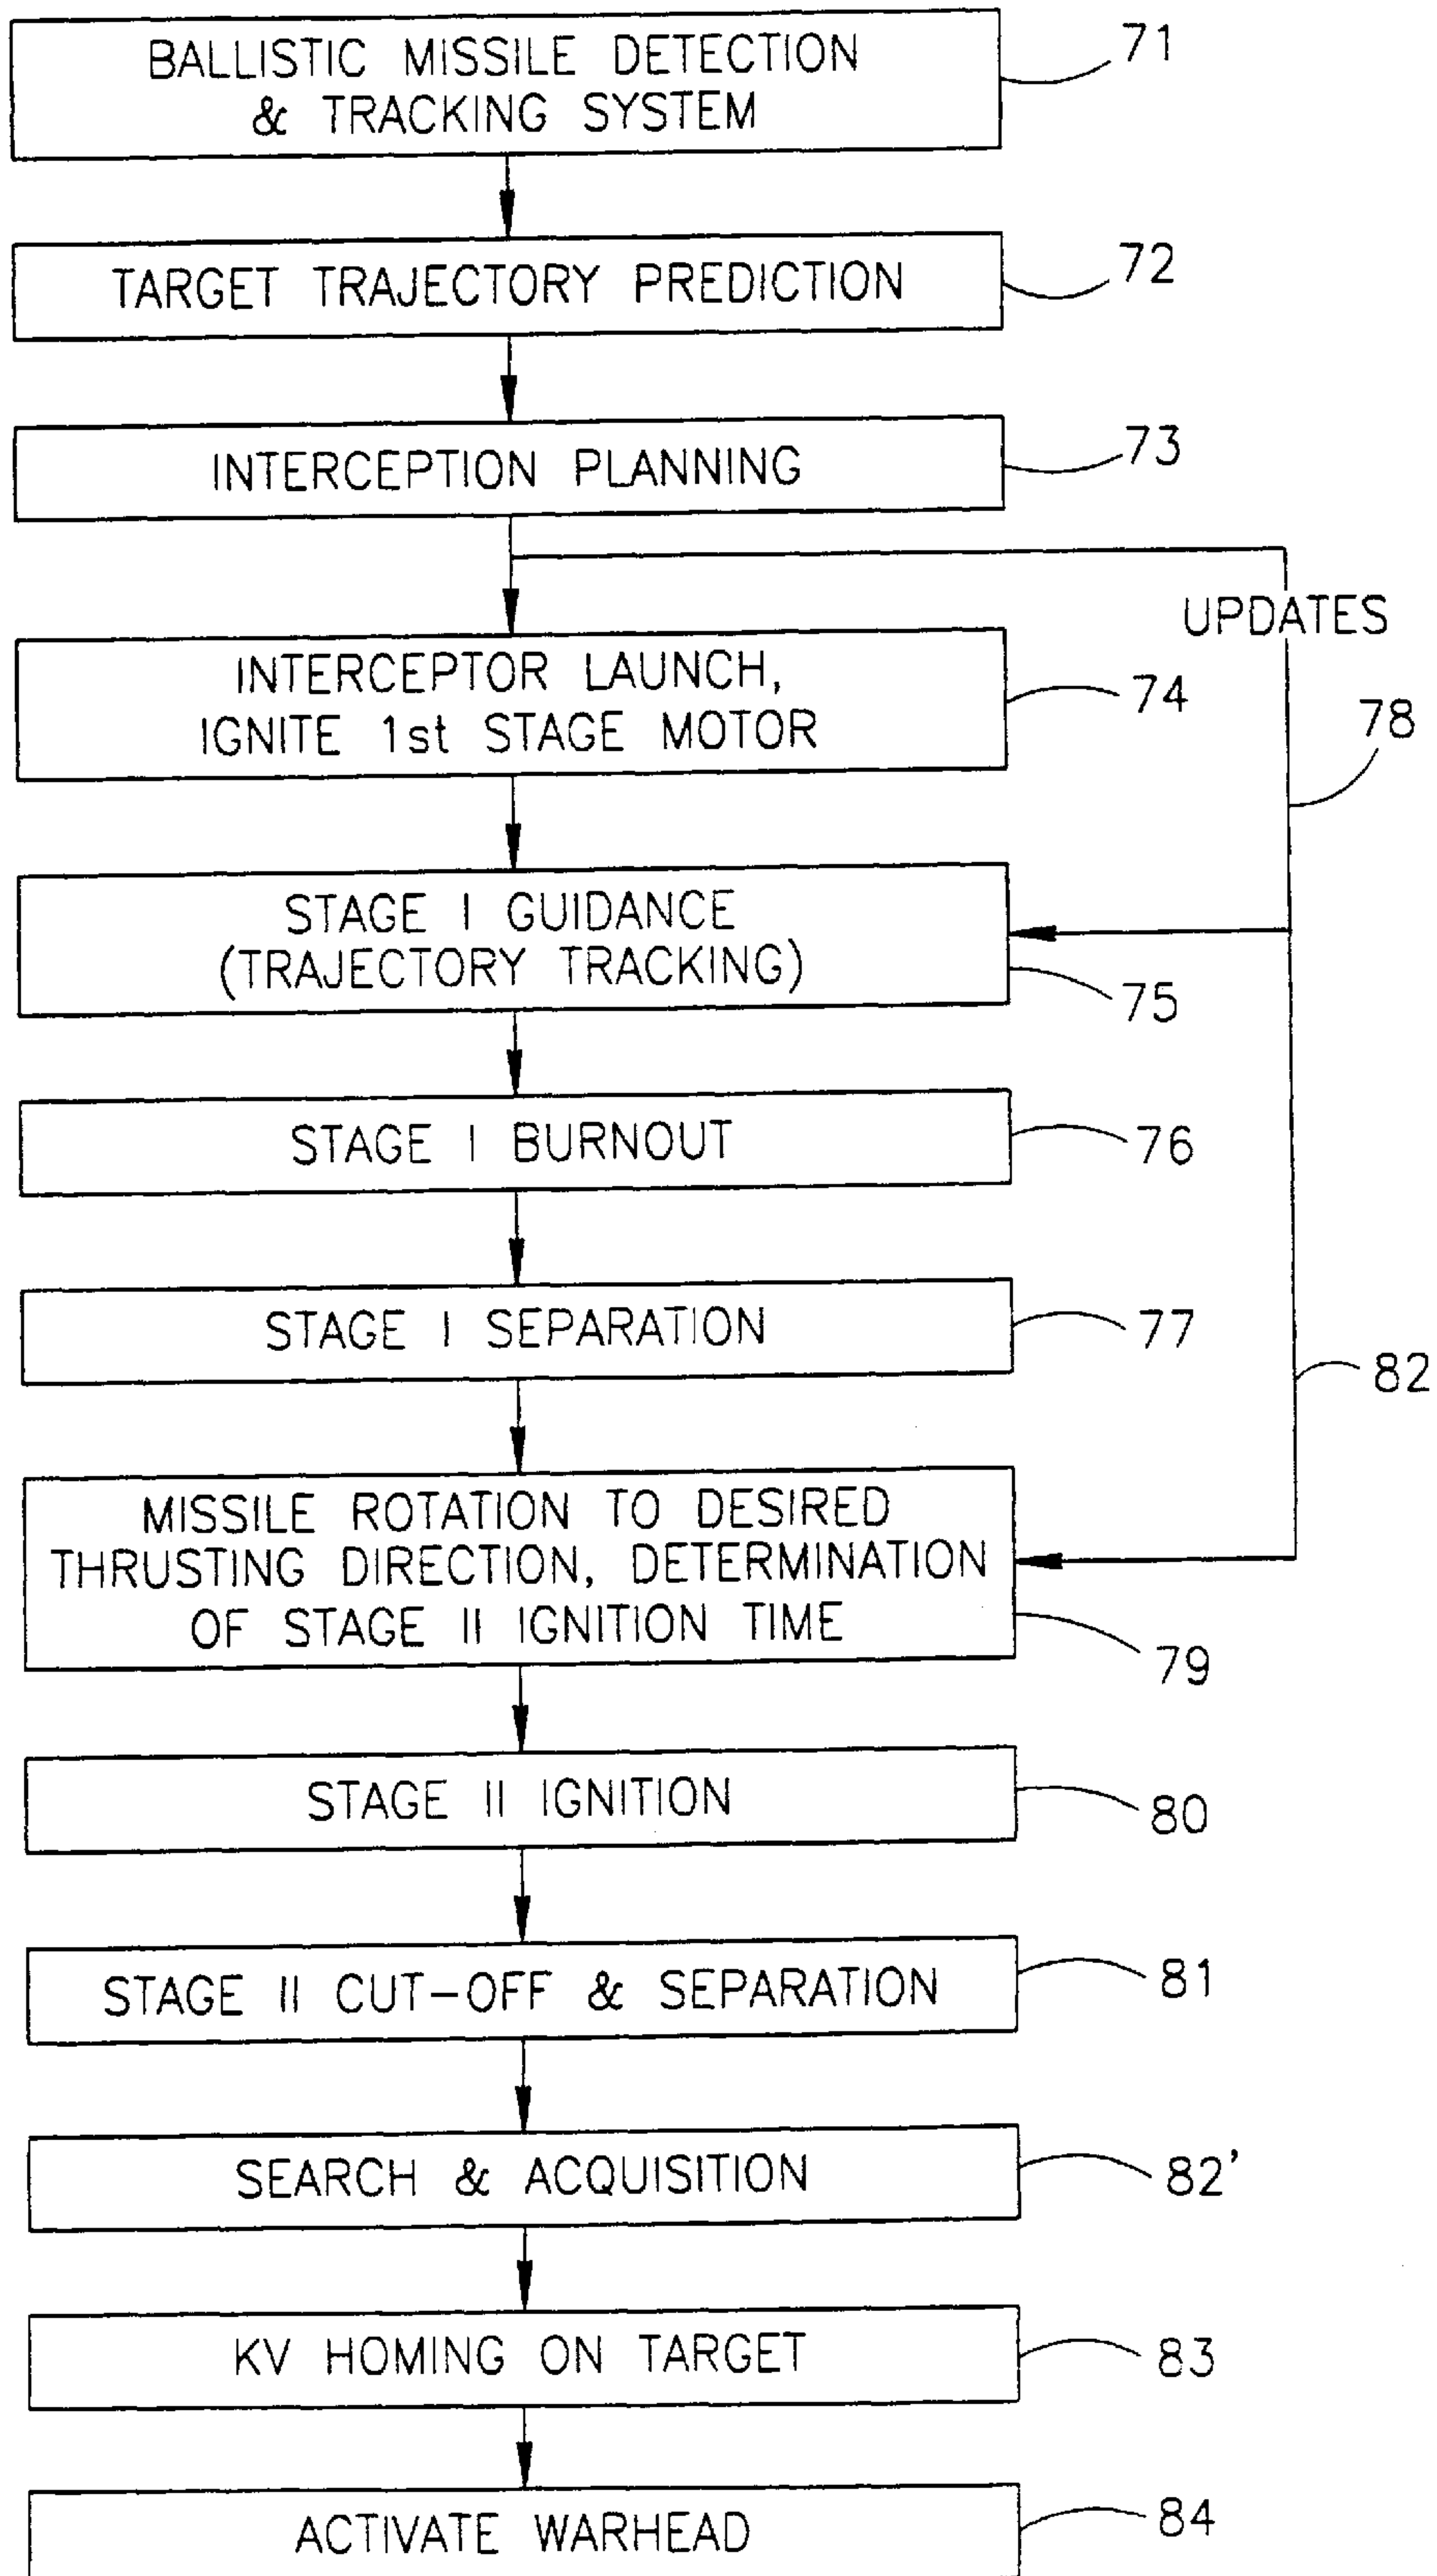 BALLISTIC MISSILE DETECTION
& TRACKING SYSTEM
71
TARGET TRAJECTORY PREDICTION
72
INTERCEPTION PLANNING
73
UPDATES
INTERCEPTOR LAUNCH,
IGNITE 1st STAGE MOTOR
74
78
STAGE I GUIDANCE
(TRAJECTORY TRACKING)
75
STAGE I BURNOUT
76
STAGE I SEPARATION
77
82
MISSILE ROTATION TO DESIRED
THRUSTING DIRECTION, DETERMINATION
OF STAGE II IGNITION TIME
79
STAGE II IGNITION
80
STAGE II CUT-OFF & SEPARATION
81
SEARCH & ACQUISITION
82'
KV HOMING ON TARGET
83
ACTIVATE WARHEAD
84